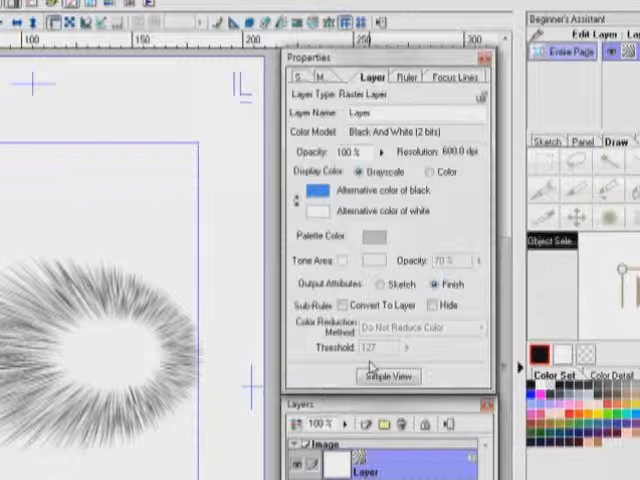 100
150
200
250
300
Properties
S.
M..
Layer
Ruler
Focus Lines
Layer Type: Raster Layer
Layer Name: Layer
Color Model: Black And White (2 bits)
Opacity: 100 % Resolution: 600.0 dpi
Display Color: Grayscale Color
Alternative color of black
Alternative color of white
Palette Color:
Tone Area: Opacity: 70 %
Output Attributes: Sketch Finish
Sub-Rules: Convert To Layer Hide
Color Reduction
Method: Do Not Reduce Color
Threshold: 127
Simple View
Layers
100 %
Image
Layer
Beginner's Assistant
Edit Layer : La
Entire Page
Sketch Panel Draw
Object Sele..
Color Set Color Detail